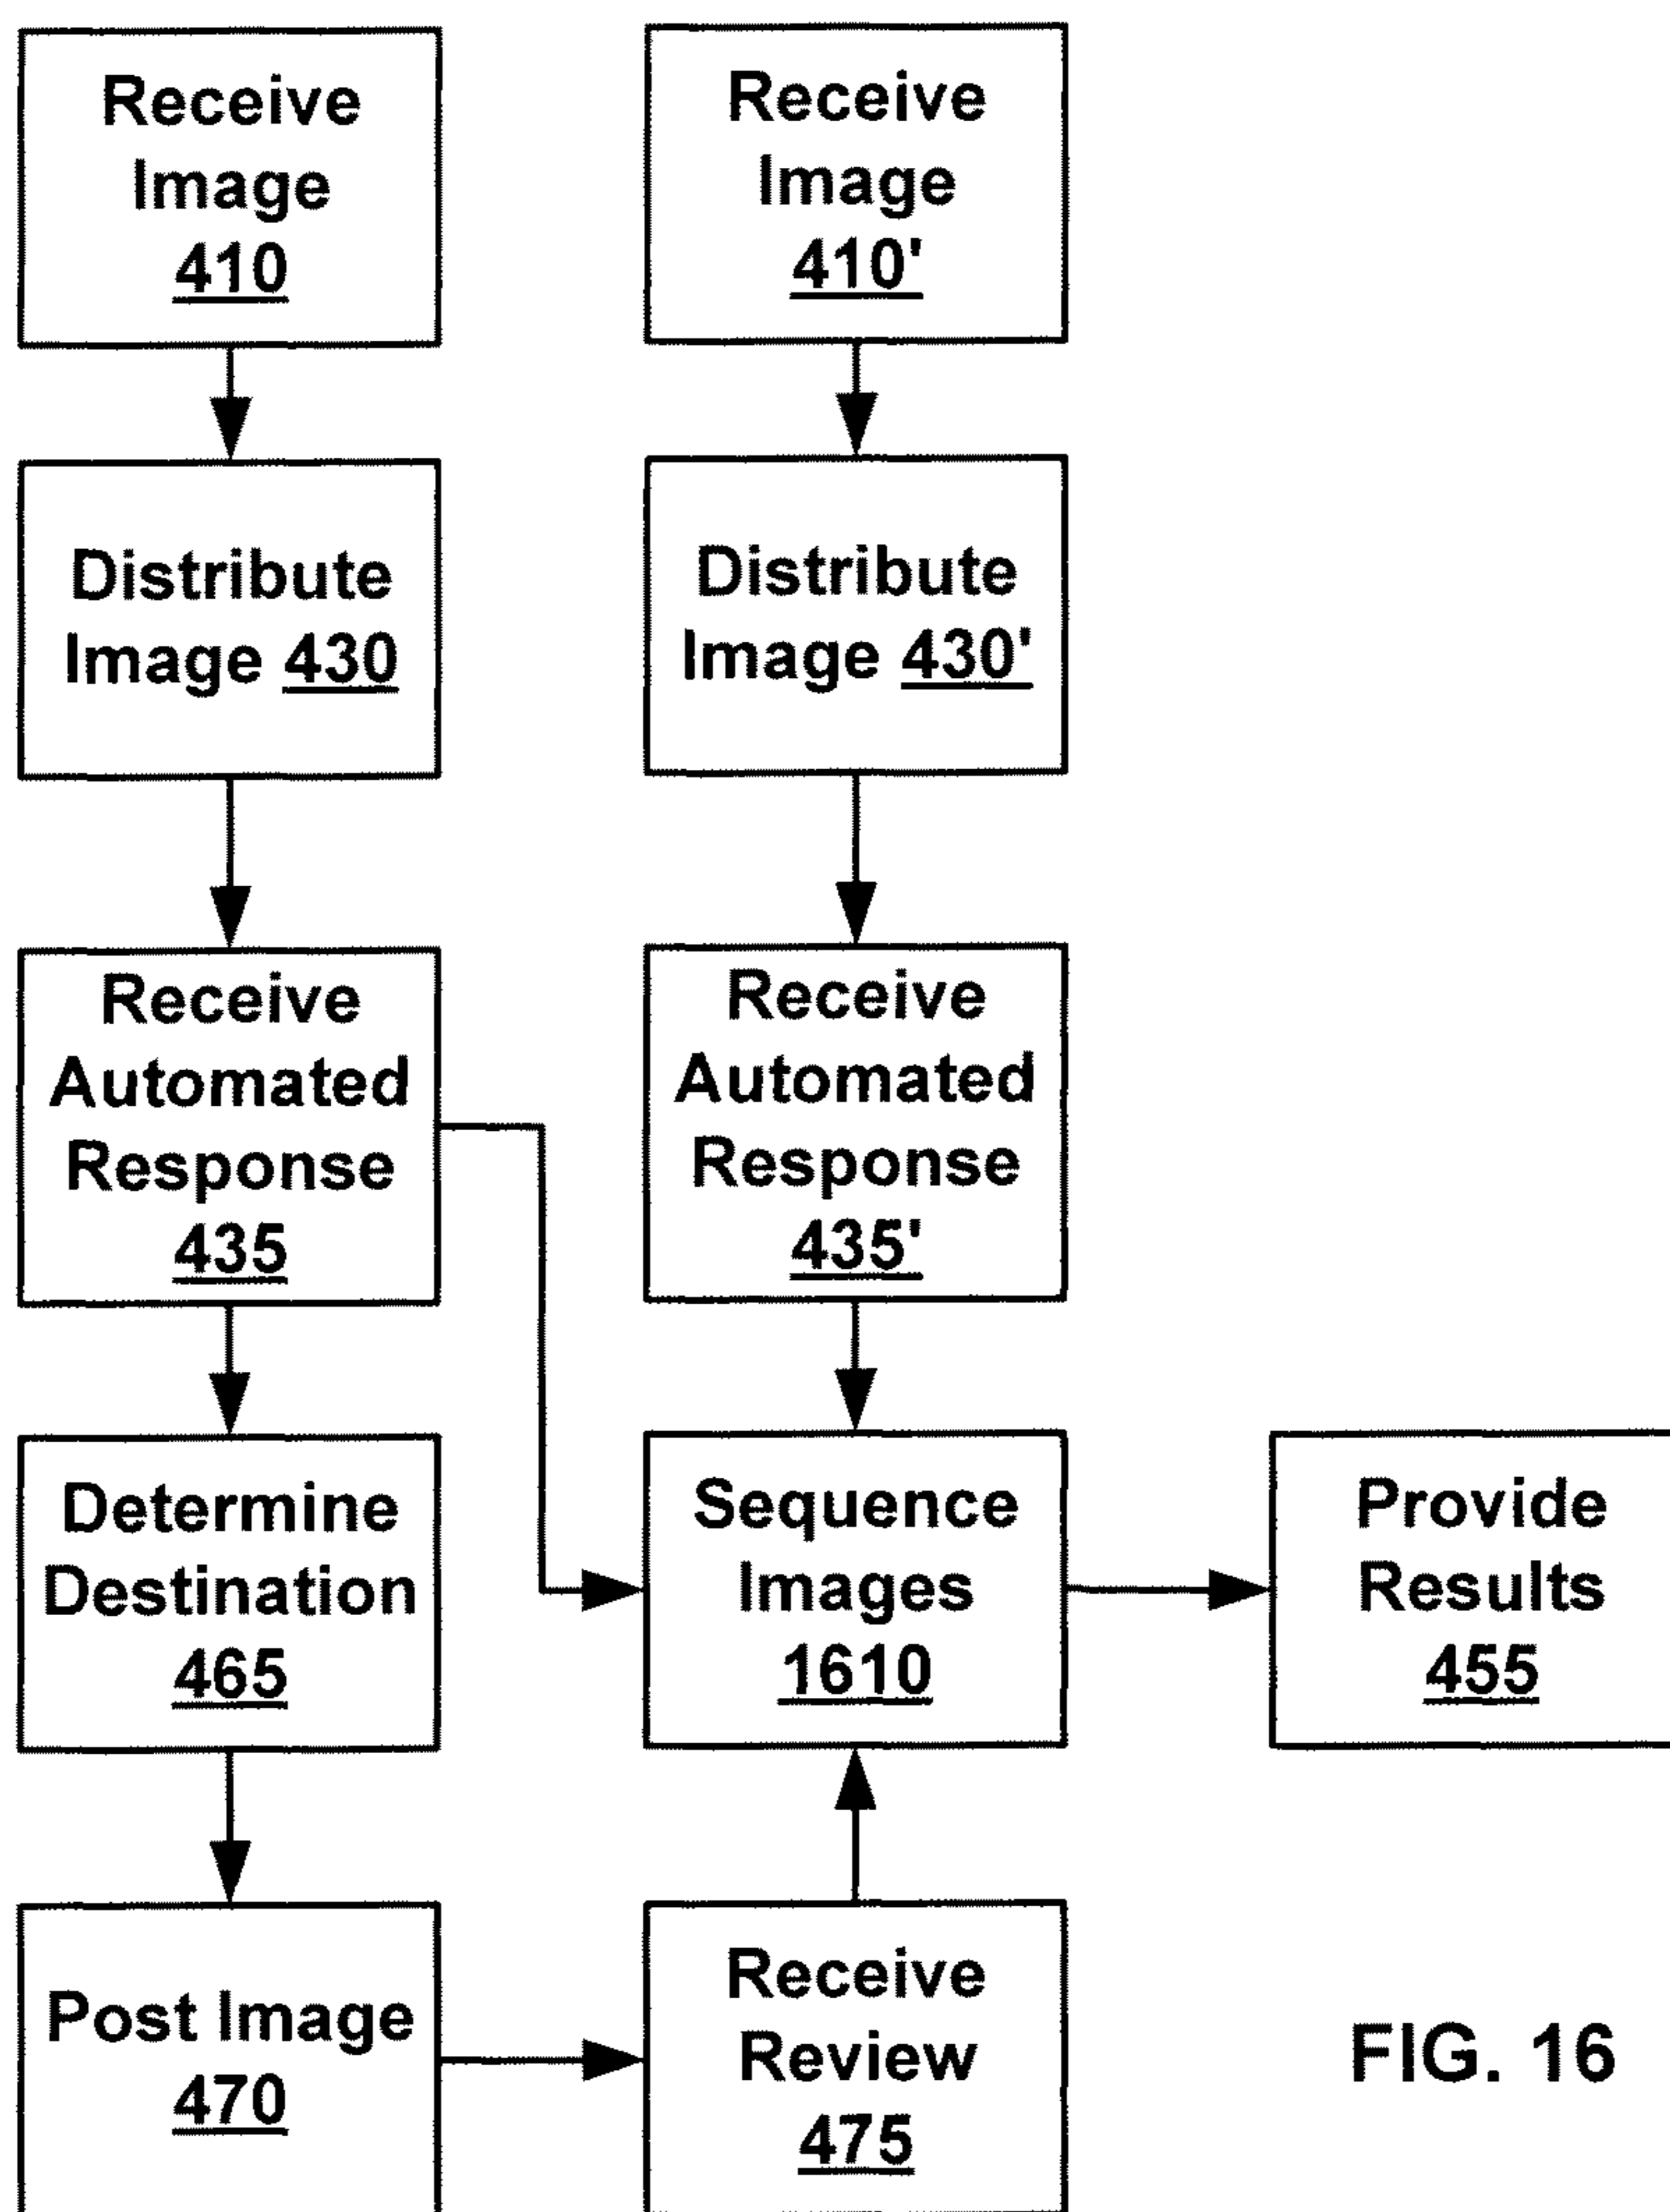 Receive
Image
410
Distribute
Image 430
Receive
Automated
Response
435
Determine
Destination
465
Post Image
470
Receive
Image
410'
Distribute
Image 430'
Receive
Automated
Response
435'
Sequence
Images
1610
Receive
Review
475
Provide
Results
455
FIG. 16